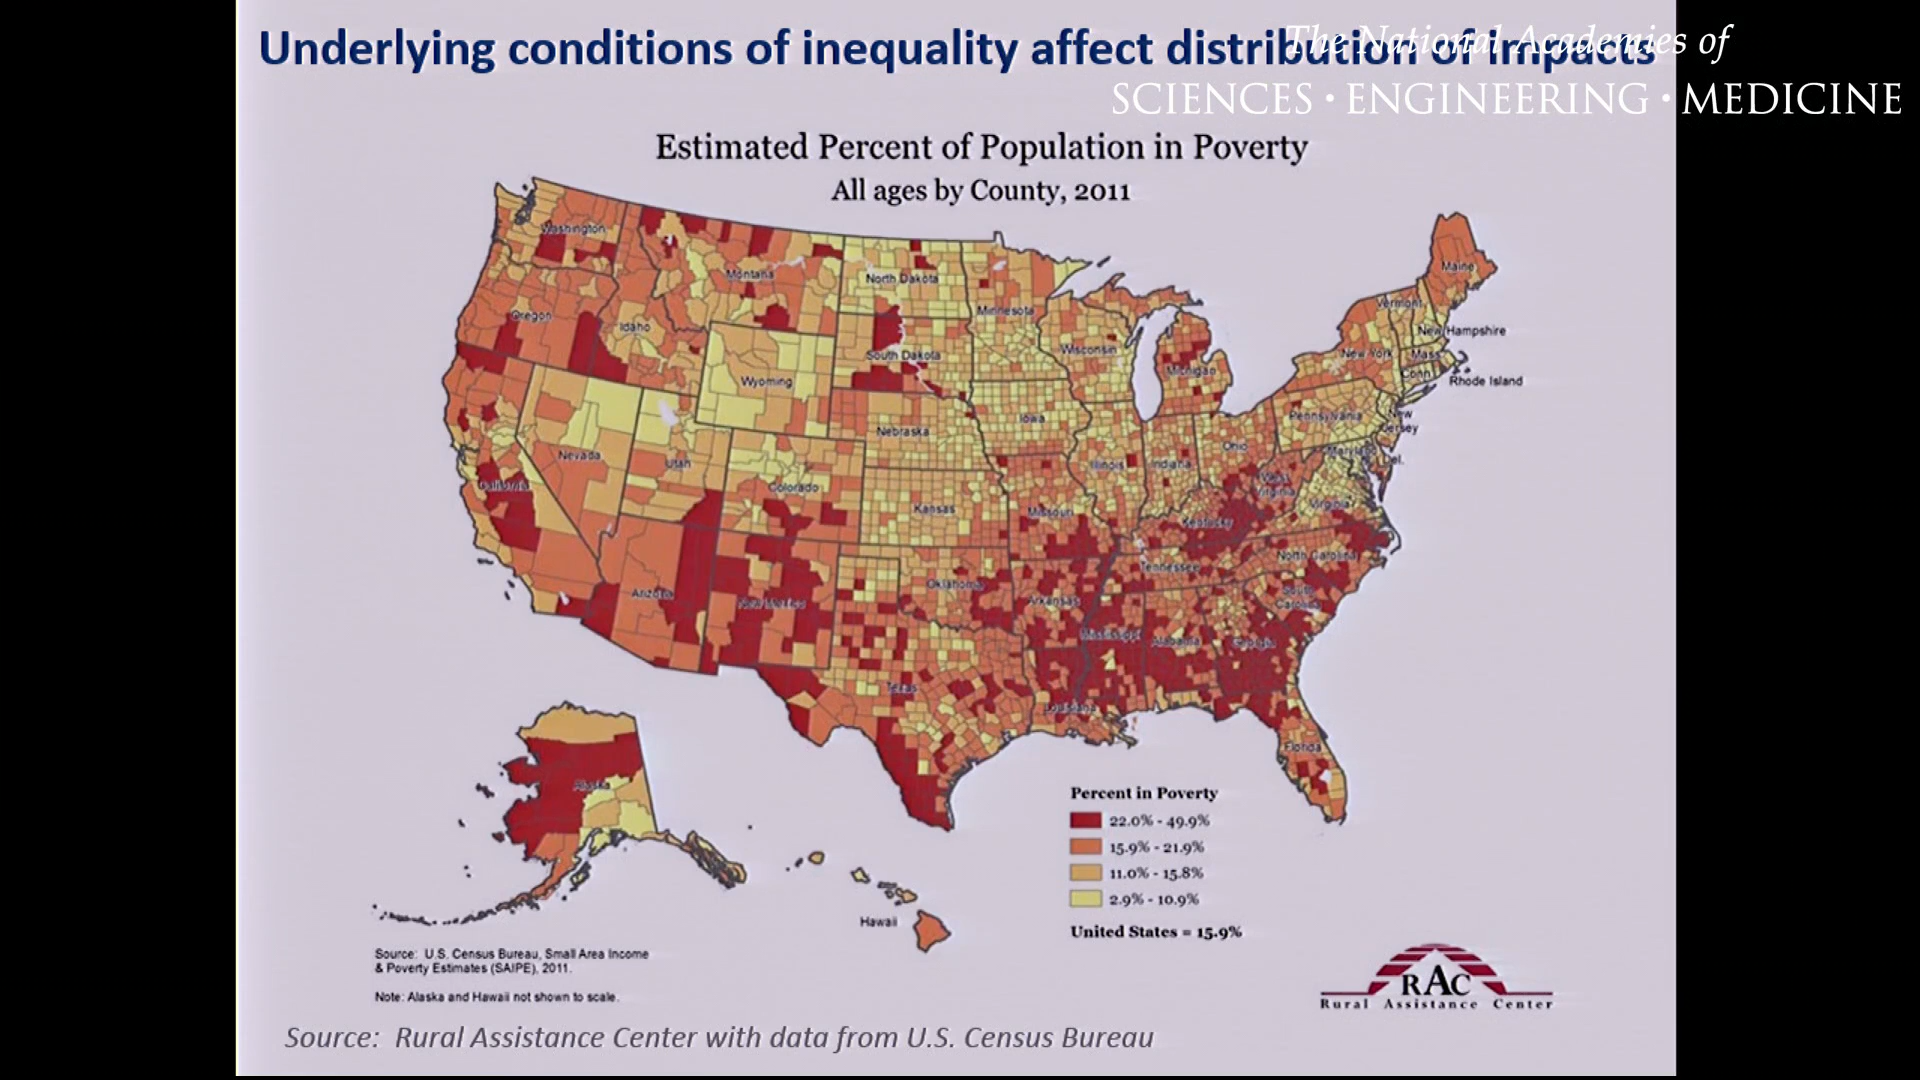 Underlying conditions of inequality affect distribution of impacts
The National Academies of
SCIENCES · ENGINEERING · MEDICINE
Estimated Percent of Population in Poverty
All ages by County, 2011
Washington
Maine
Montana
North Dakota
Vermont
Minnesota
Oregon
Idaho
New Hampshire
Wisconsin
New York
Mass
South Dakota
Michigan
Conn
Rhode Island
Wyoming
Pennsylvania
New
Jersey
Iowa
Nebraska
Ohio
Maryland
Del.
Nevada
Utah
Illinois
Indiana
West
Virginia
California
Colorado
Virginia
Kansas
Missouri
Kentucky
North Carolina
Tennessee
Oklahoma
Arizona
New Mexico
Arkansas
South
Carolina
Mississippi
Alabama
Georgia
Texas
Louisiana
Florida
Alaska
Hawaii
Percent in Poverty
22.0% - 49.9%
15.9% - 21.9%
11.0% - 15.8%
2.9% - 10.9%
United States = 15.9%
Source: U.S. Census Bureau, Small Area Income
& Poverty Estimates (SAIPE), 2011.
Note: Alaska and Hawaii not shown to scale.
RAC
Rural Assistance Center
Source: Rural Assistance Center with data from U.S. Census Bureau